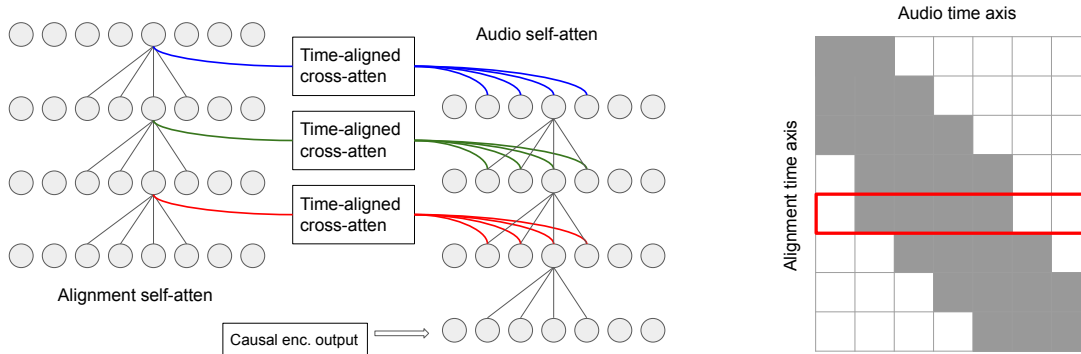 Audio time axis
Audio self-atten
Time-aligned
cross-atten
Time-aligned
cross-atten
Time-aligned
cross-atten
Alignment time axis
Alignment self-atten
Causal enc. output